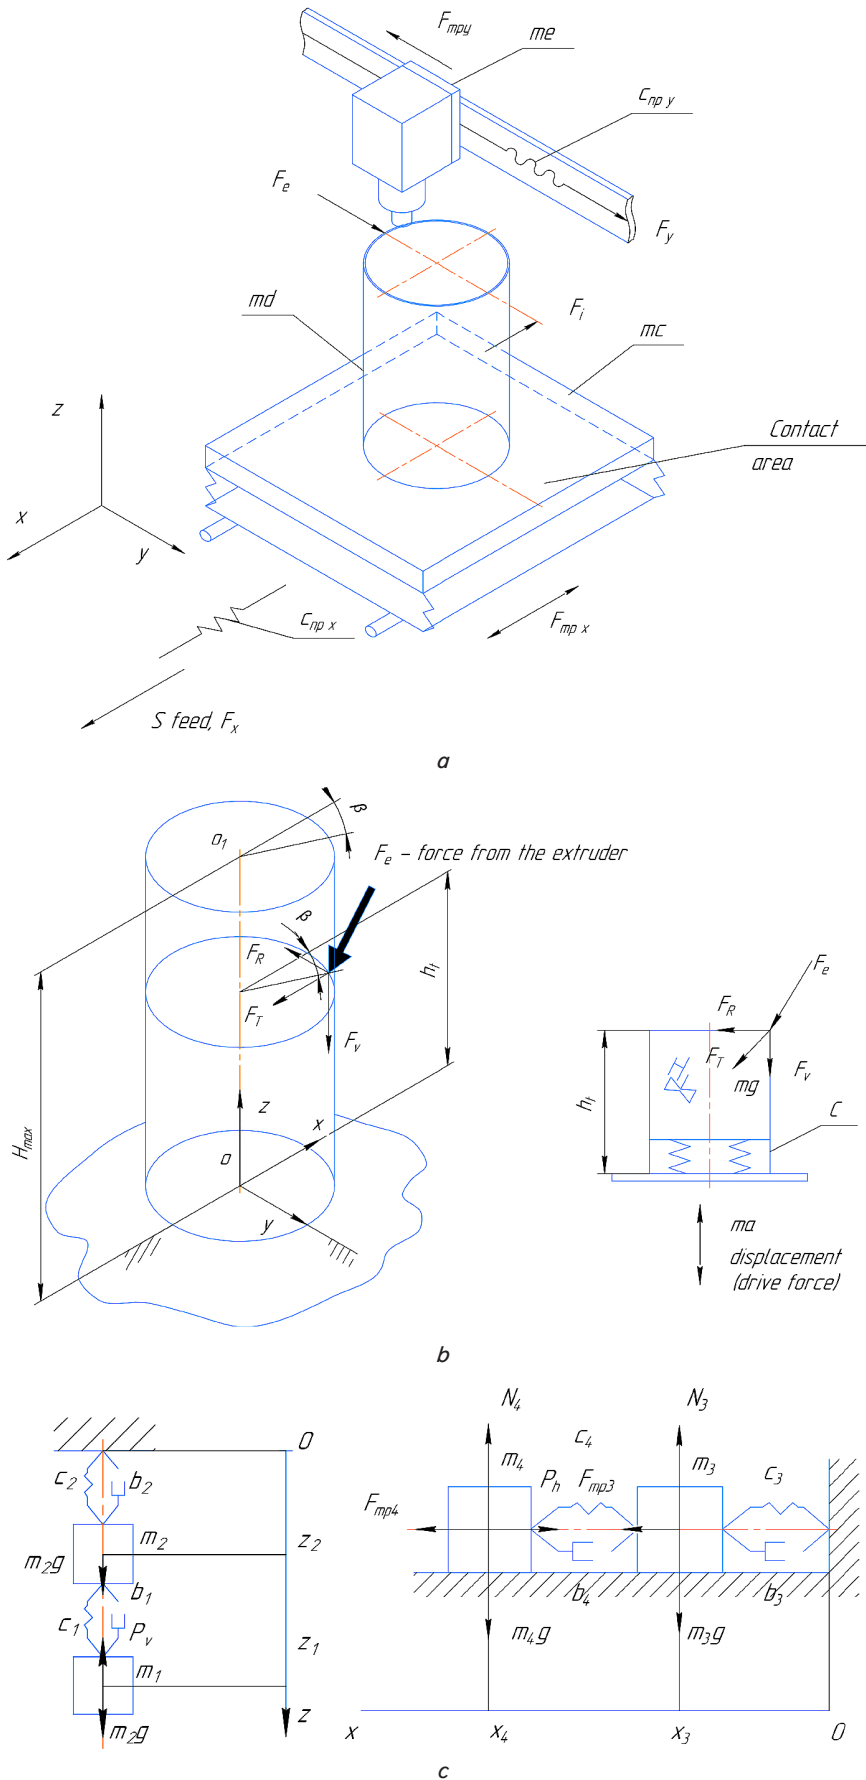 F_mpy
me
c_np y
F_e
F_y
md
F_i
mc
z
Contact
area
x
y
c_np x
F_mp x
S feed, F_x
a
β
o_1
F_e – force from the extruder
β
F_R
h_t
F_T
F_v
F_e
F_R
F_T
F_v
mg
h_t
H_max
z
x
C
o
y
ma
displacement
(drive force)
b
N_4
N_3
O
c_4
c_2
b_2
m_4
m_3
c_3
P_h
F_mp3
F_mp4
m_2
z_2
m_2g
b_1
b_4
b_3
c_1
P_v
m_4g
m_3g
z_1
m_1
z
m_2g
x
x_4
x_3
O
c